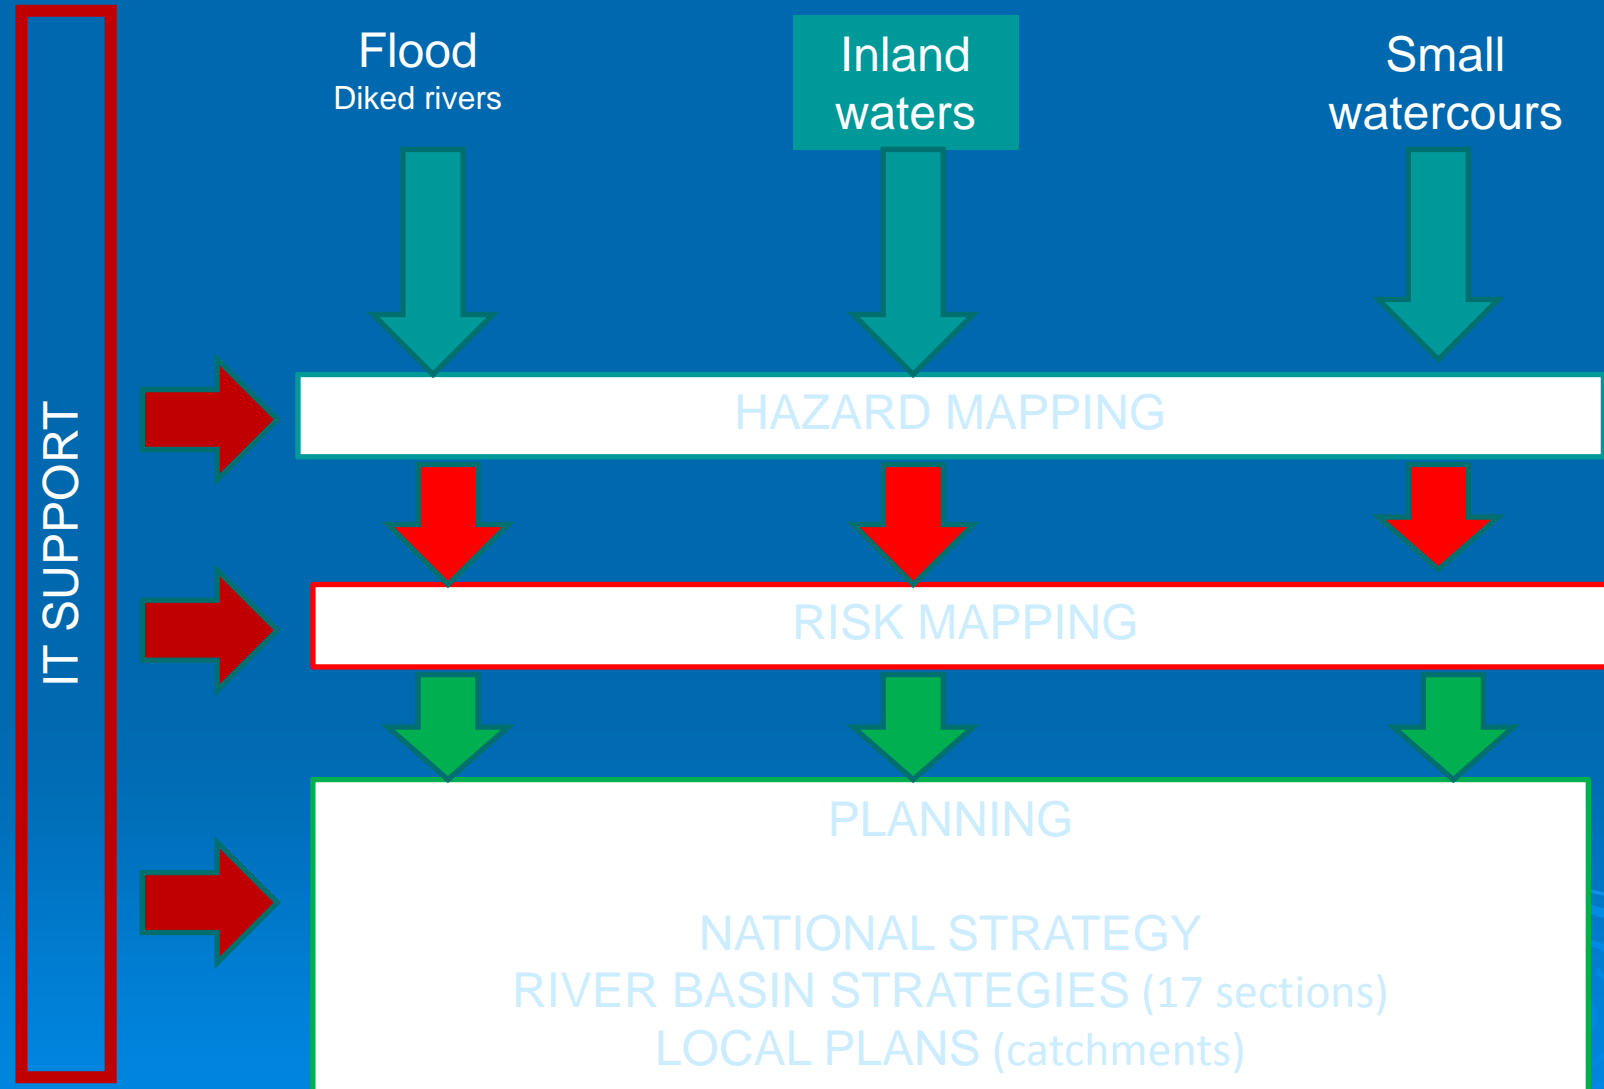 Flood
Diked rivers
Inland
waters
Small
watercours
IT SUPPORT
HAZARD MAPPING
RISK MAPPING
PLANNING
NATIONAL STRATEGY
RIVER BASIN STRATEGIES (17 sections)
LOCAL PLANS (catchments)